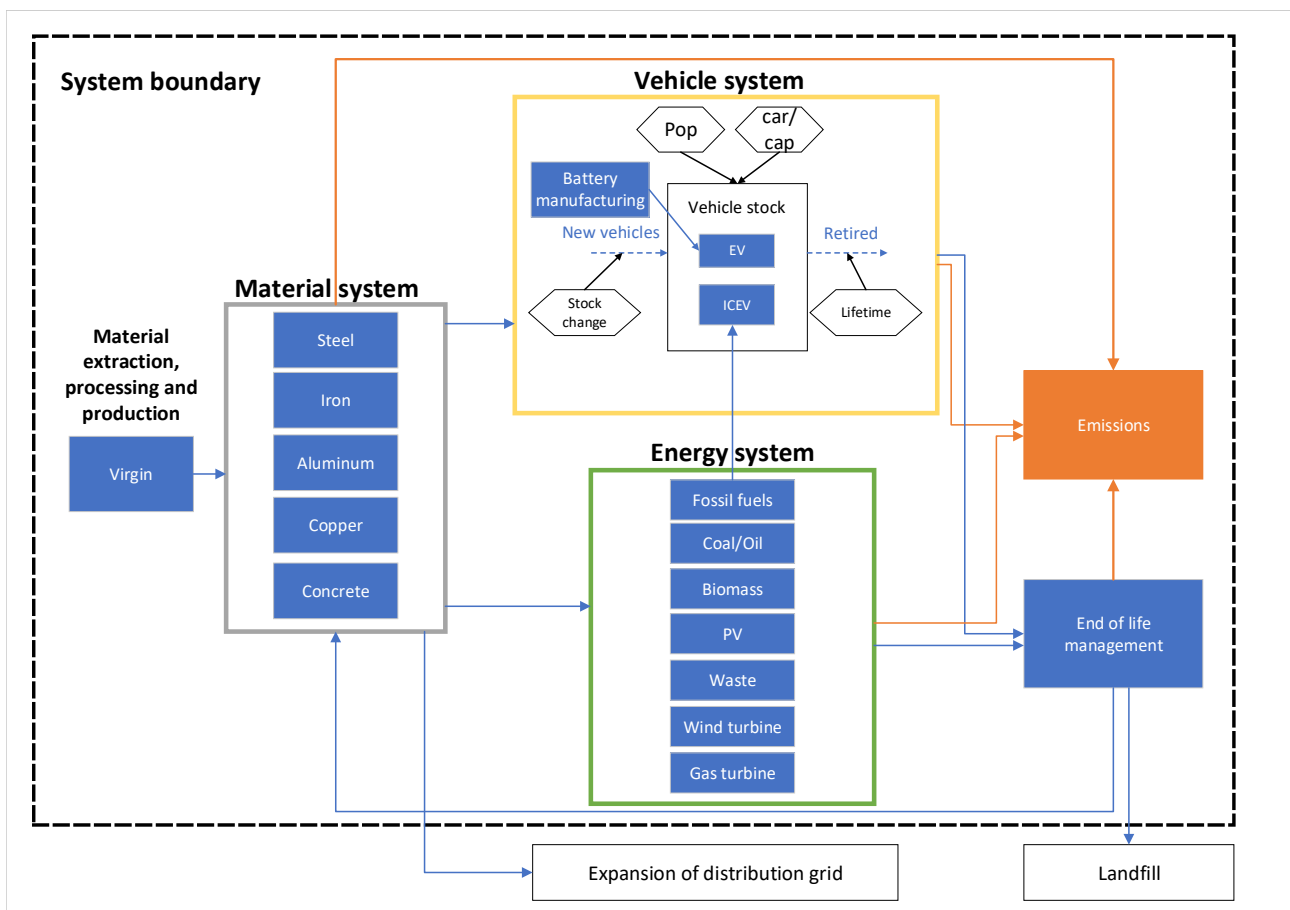 System boundary
Vehicle system
Pop
car/
cap
Battery
manufacturing
Vehicle stock
New vehicles
EV
Retired
Stock
change
ICEV
Lifetime
Material system
Material
extraction,
processing and
production
Virgin
Steel
Iron
Aluminum
Copper
Concrete
Energy system
Fossil fuels
Coal/Oil
Biomass
PV
Waste
Wind turbine
Gas turbine
Emissions
End of life
management
Expansion of distribution grid
Landfill